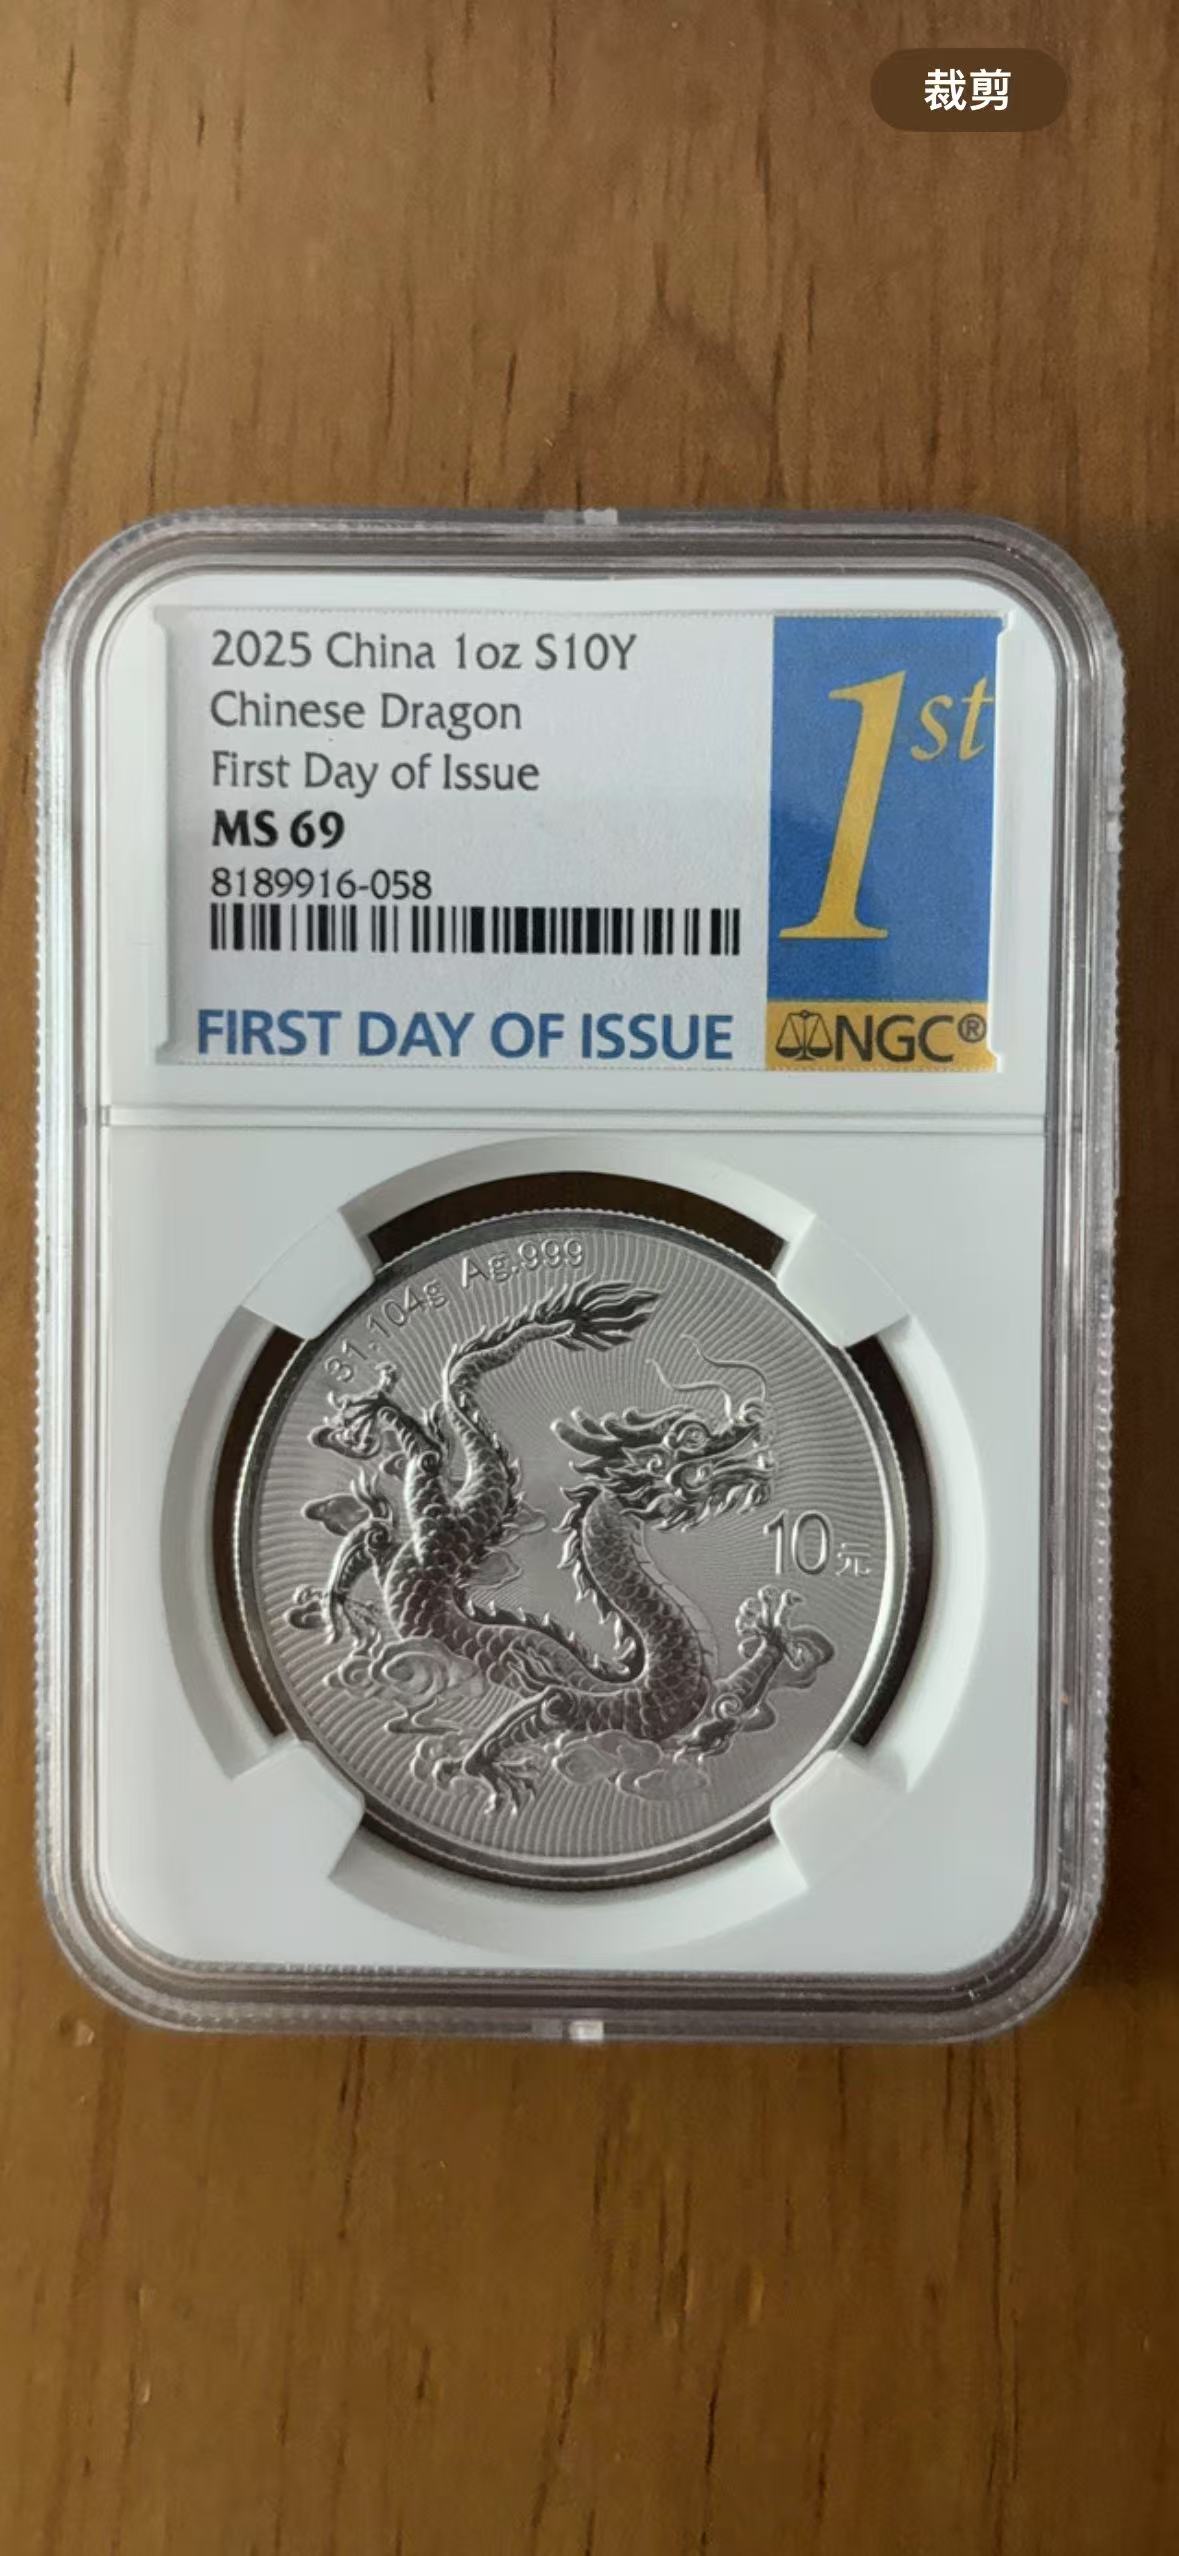 裁剪
2025 China 1oz S10Y
Chinese Dragon
First Day of Issue
MS 69
8189916-058
FIRST DAY OF ISSUE
1st
NGC®
31.104g Ag.999
10元